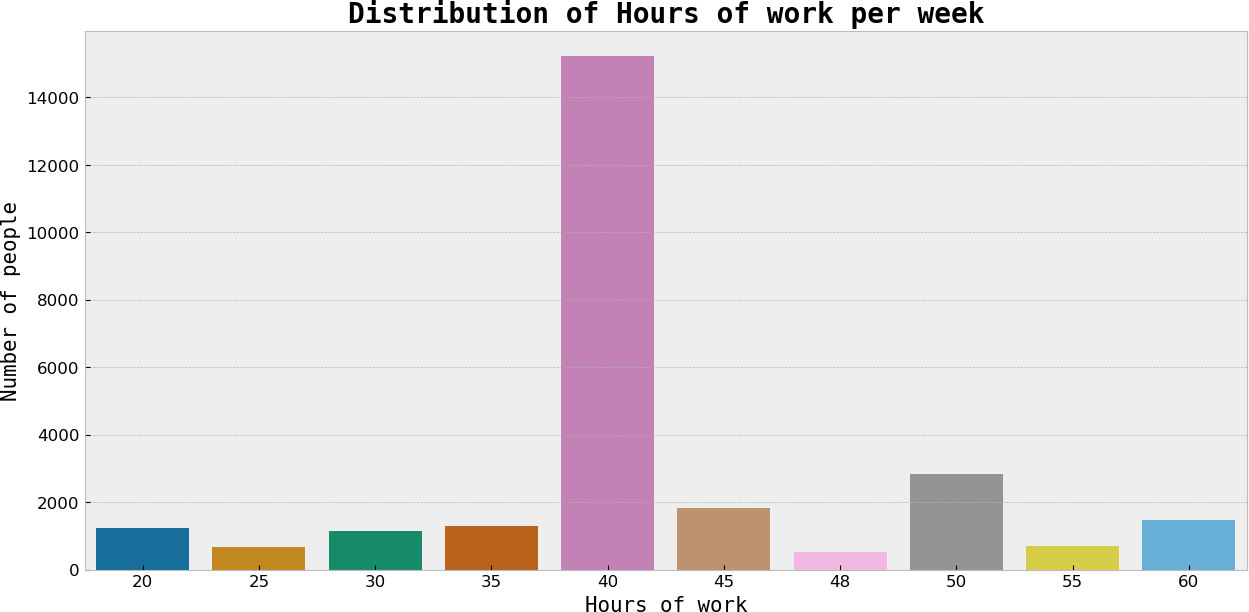 Distribution of Hours of work per week
Number of people
14000
12000
10000
8000
6000
4000
2000
0
20 25 30 35 40 45 48 50 55 60
Hours of work